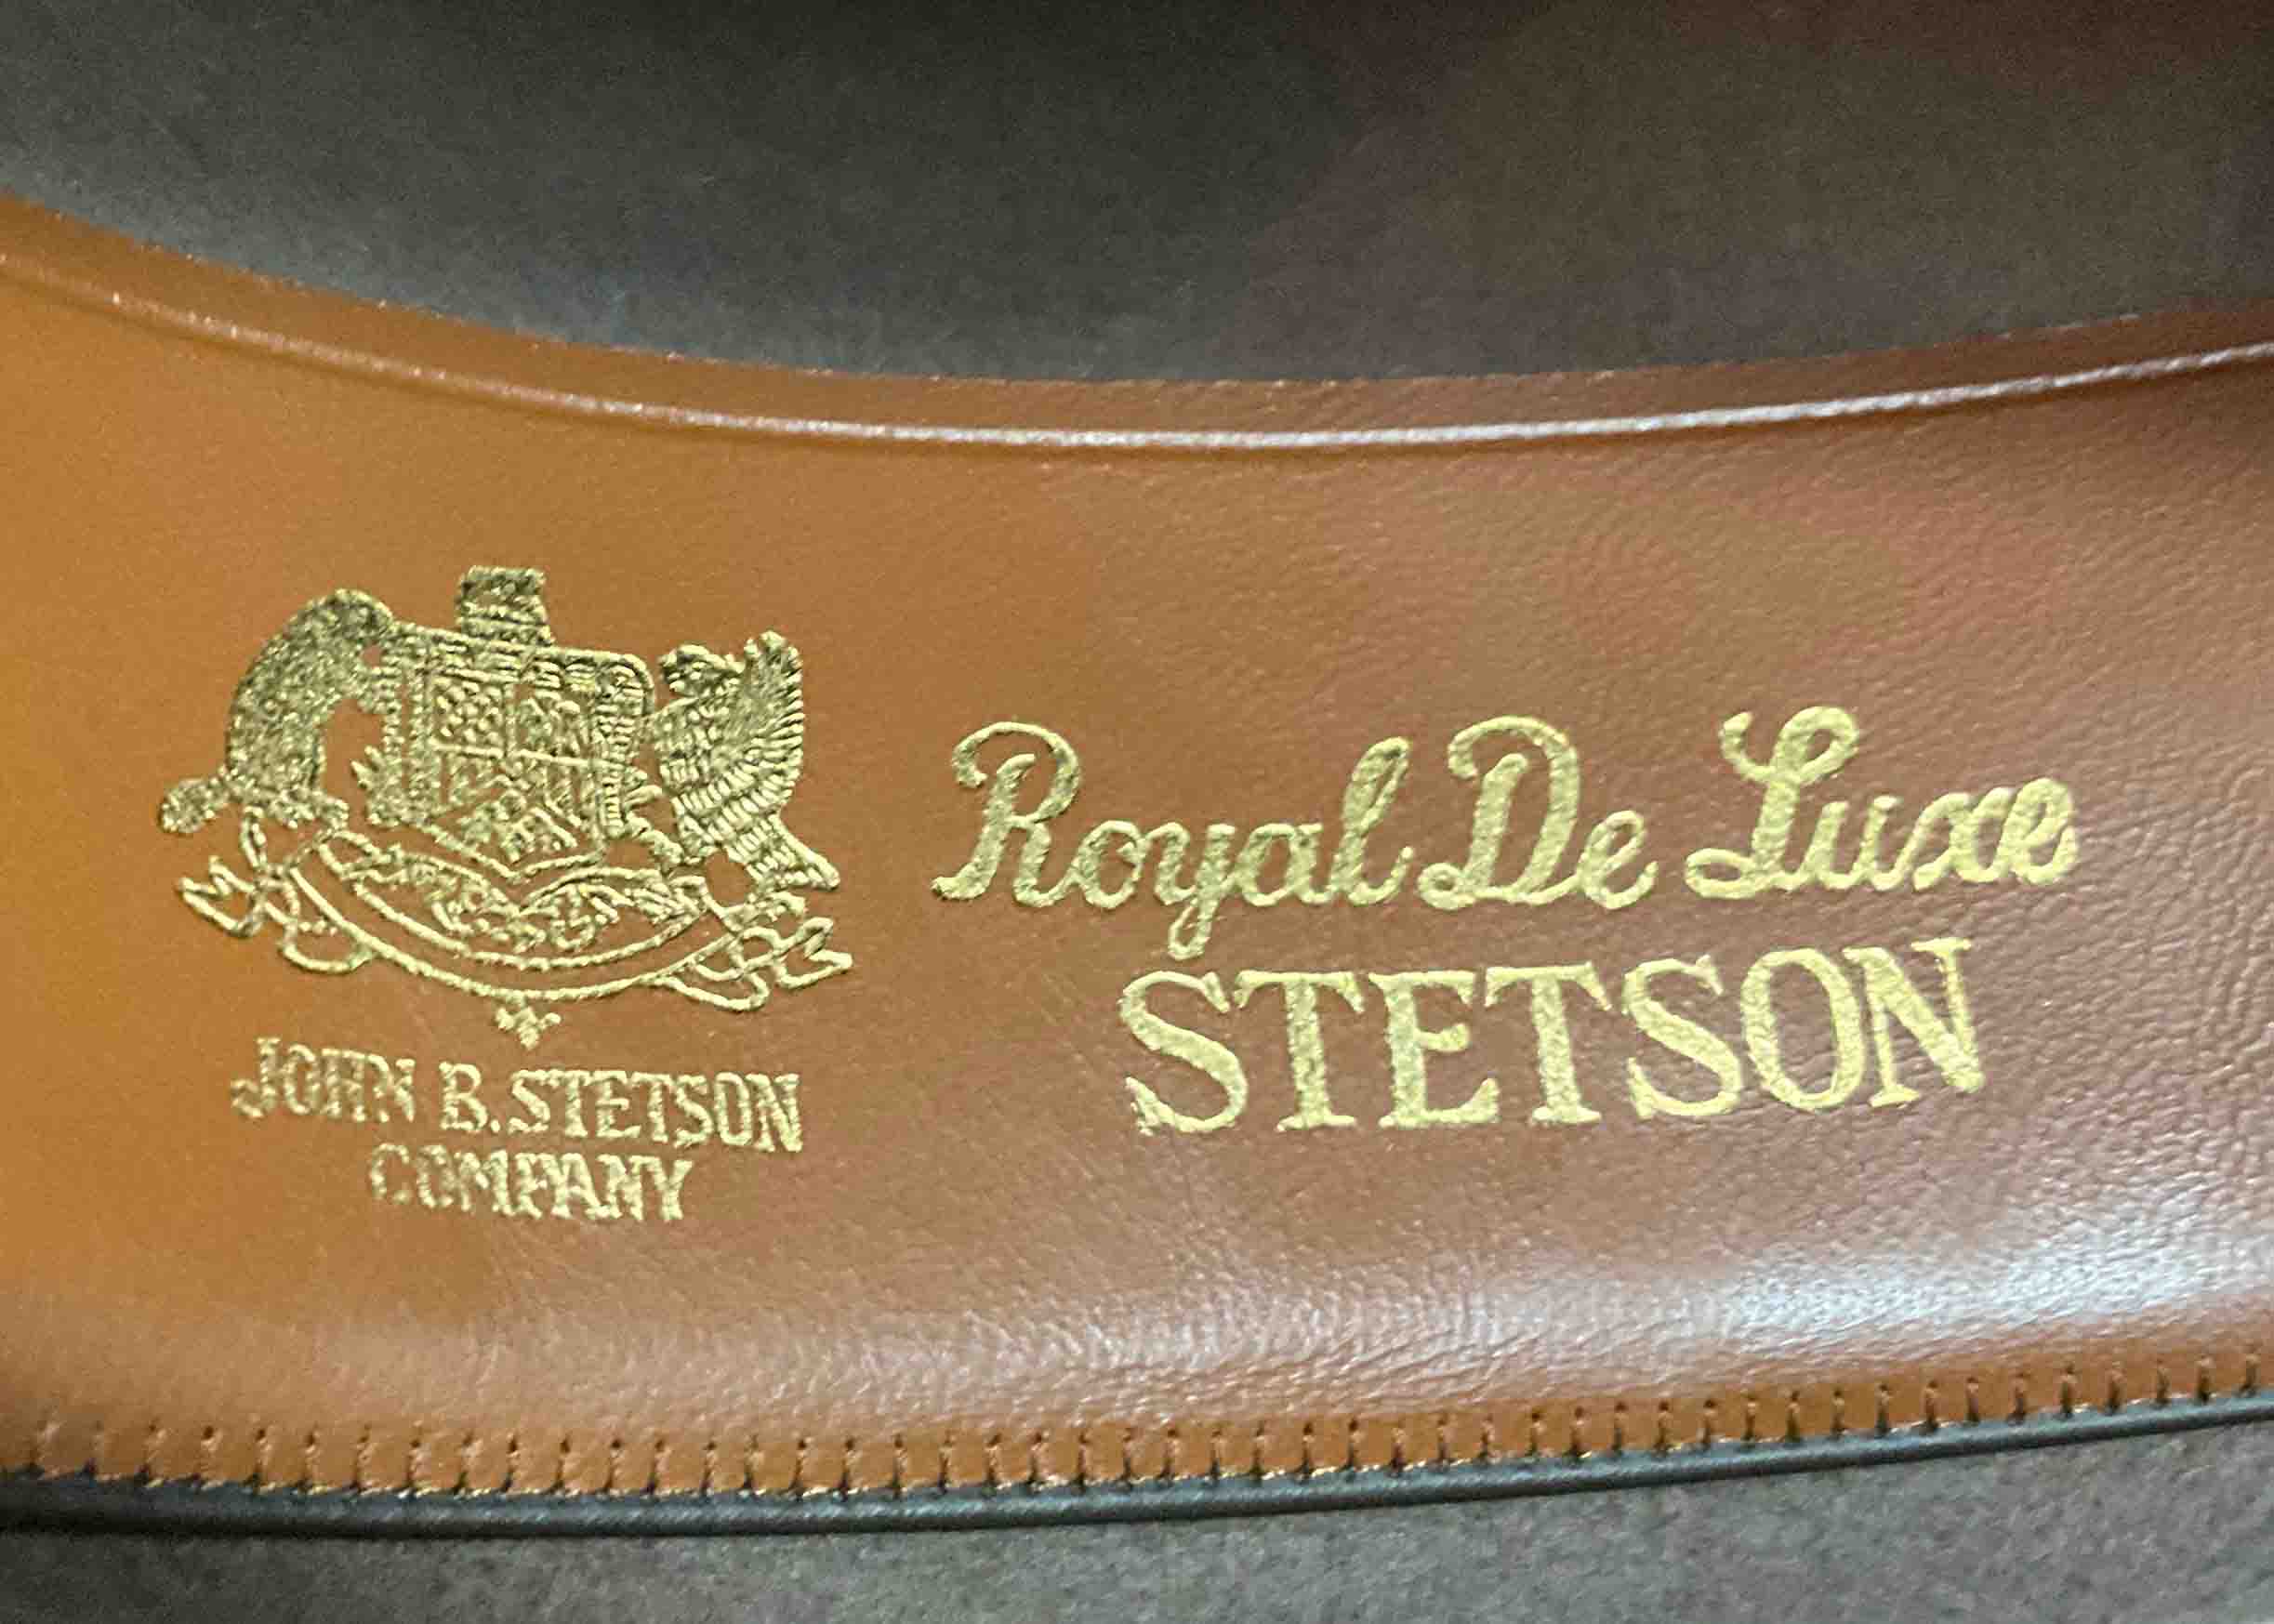 JOHN B. STETSON
COMPANY
Royal De Luxe
STETSON